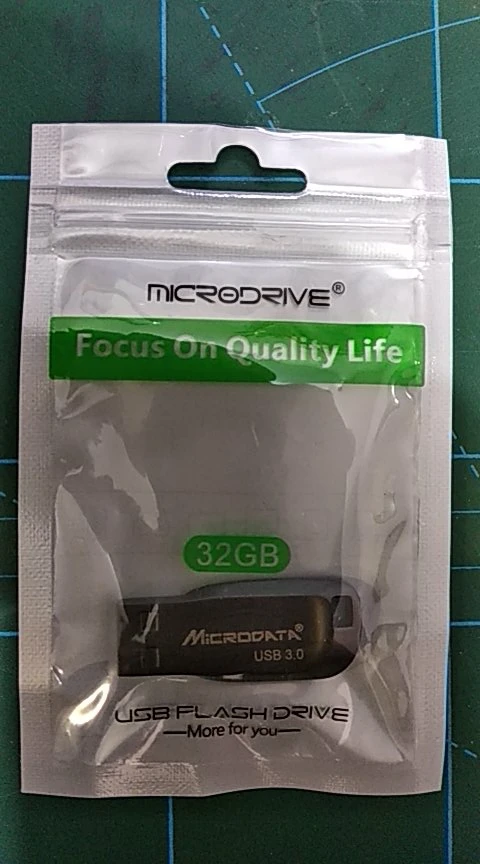 MICRODRIVE®
Focus On Quality Life
32GB
MICRODATA®
USB 3.0
USB FLASH DRIVE
—More for you—